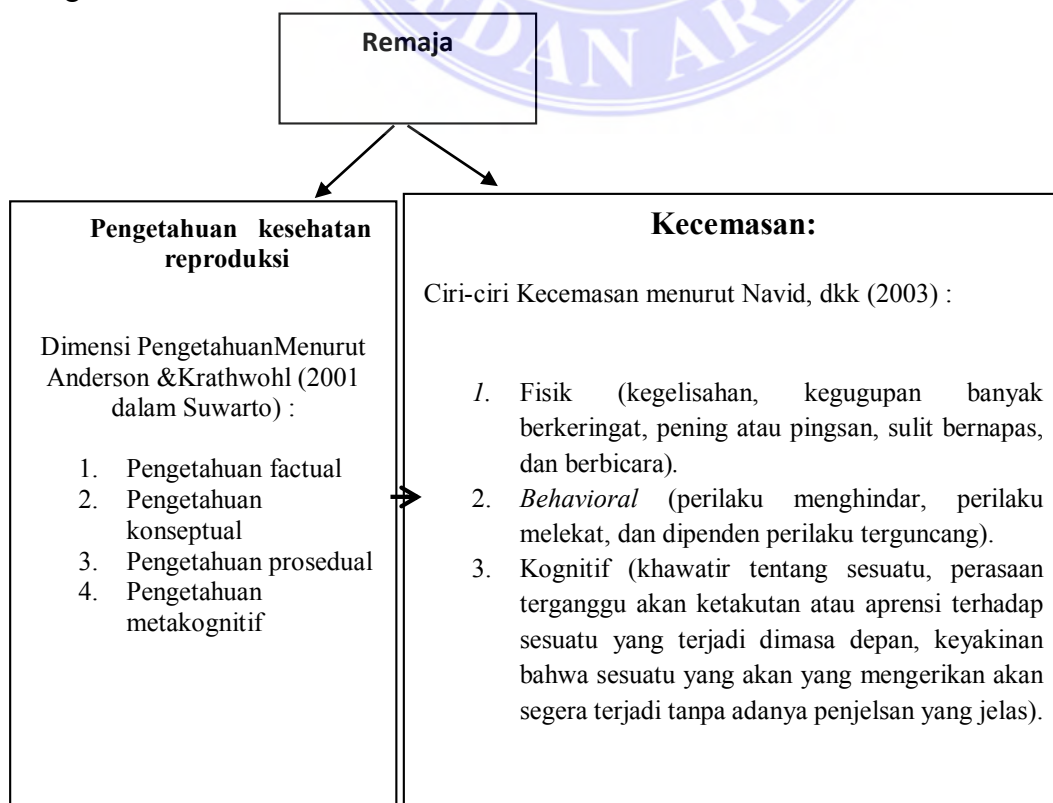 EDAN AR
Remaja
Pengetahuan kesehatan
reproduksi
Dimensi PengetahuanMenurut
Anderson &Krathwohl (2001
dalam Suwarto) :
1. Pengetahuan factual
2. Pengetahuan
konseptual
3. Pengetahuan prosedual
4. Pengetahuan
metakognitif
Kecemasan:
Ciri-ciri Kecemasan menurut Navid, dkk (2003) :
1. Fisik (kegelisahan, kegugupan banyak
berkeringat, pening atau pingsan, sulit bernapas,
dan berbicara).
2. Behavioral (perilaku menghindar, perilaku
melekat, dan dipenden perilaku terguncang).
3. Kognitif (khawatir tentang sesuatu, perasaan
terganggu akan ketakutan atau aprensi terhadap
sesuatu yang terjadi dimasa depan, keyakinan
bahwa sesuatu yang akan yang mengerikan akan
segera terjadi tanpa adanya penjelsan yang jelas).